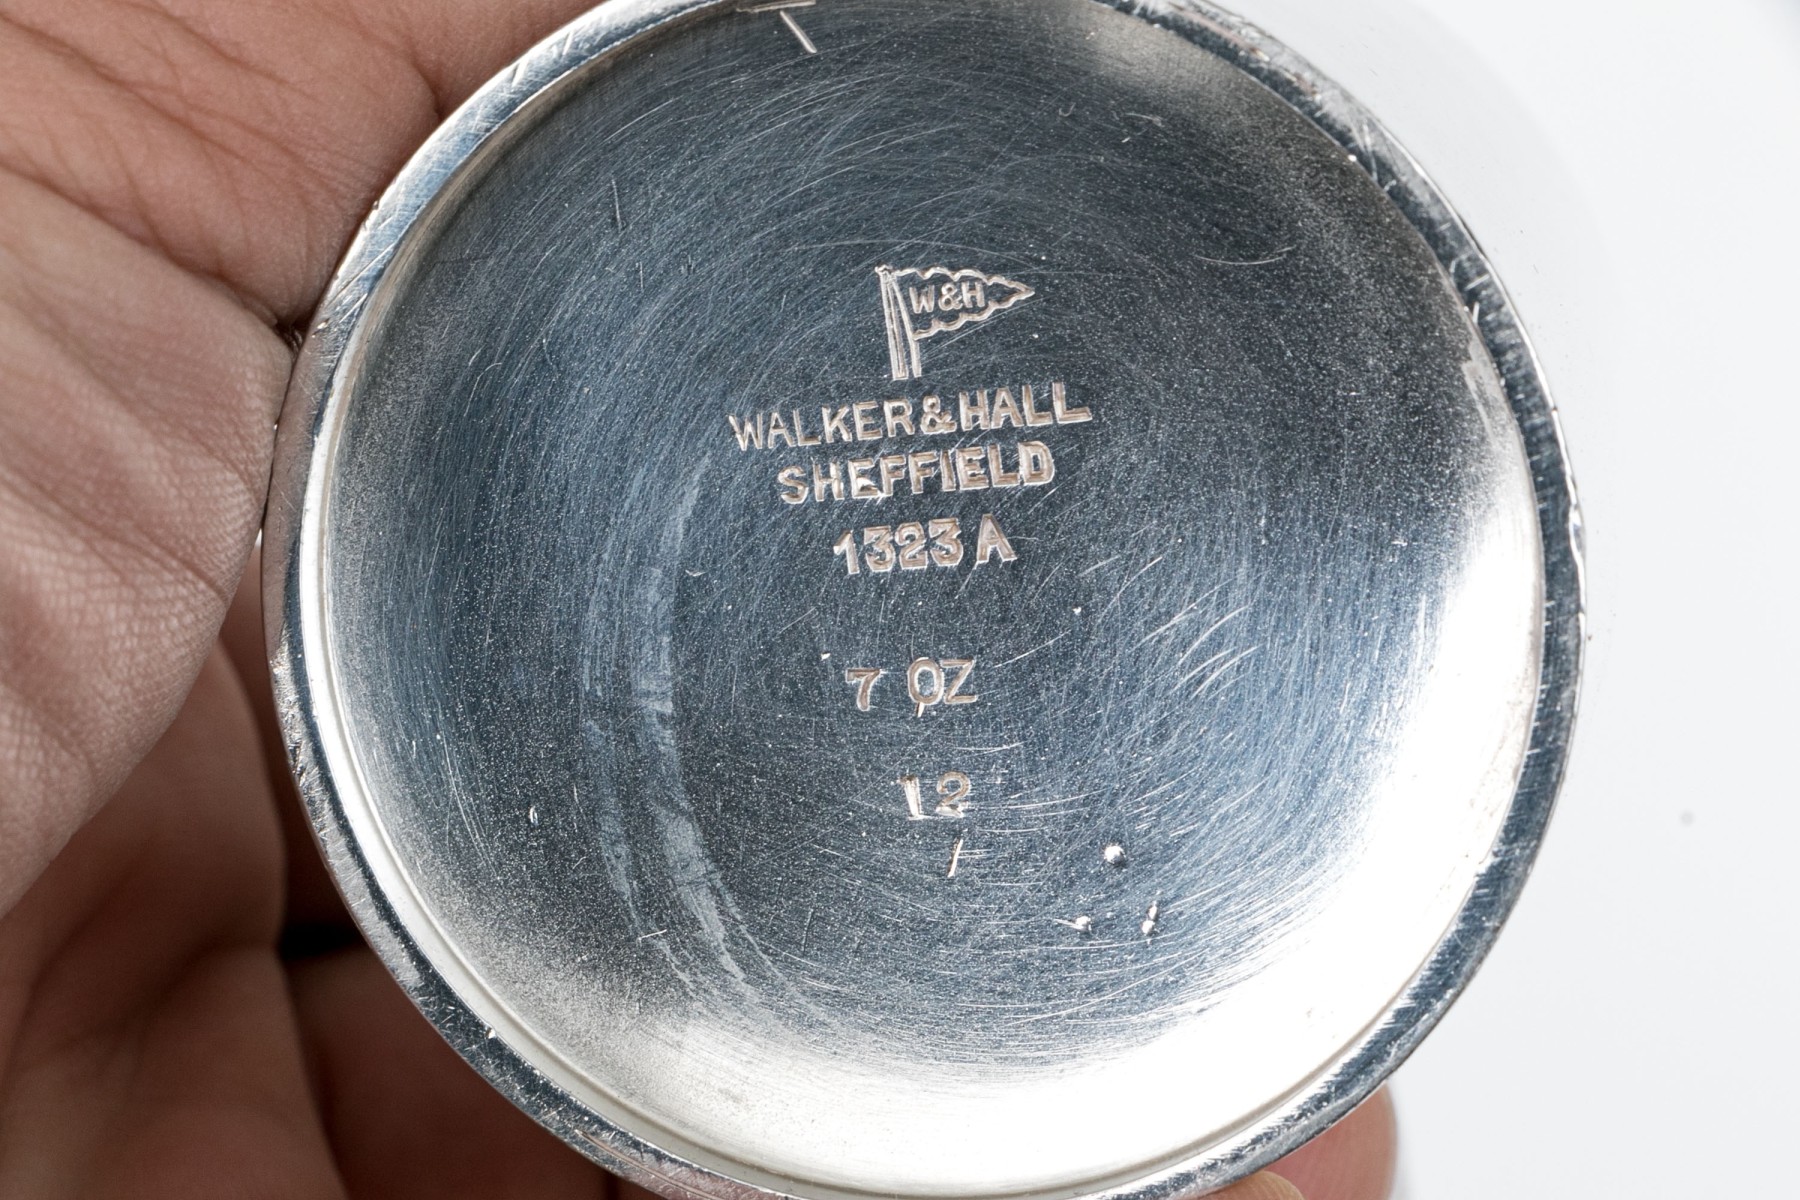 W&H
WALKER&HALL
SHEFFIELD
1323 A
7 OZ
12